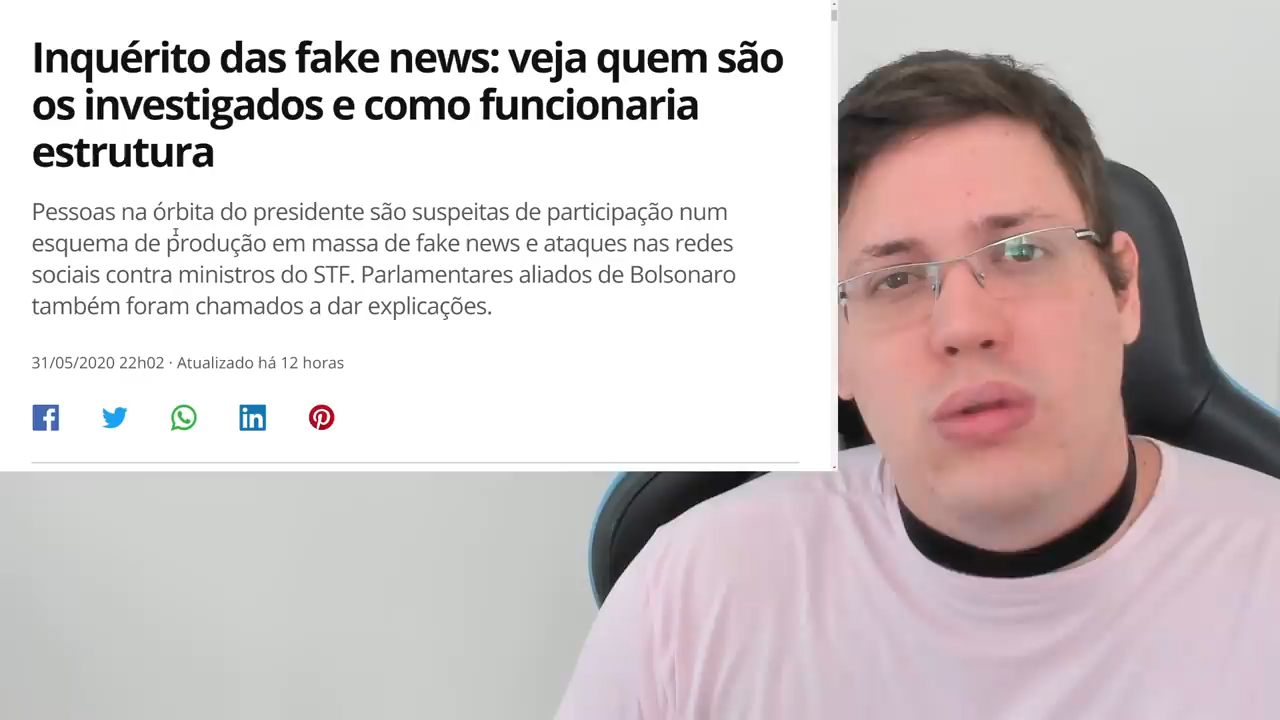 Inquérito das fake news: veja quem são
os investigados e como funcionaria
estrutura
Pessoas na órbita do presidente são suspeitas de participação num
esquema de produção em massa de fake news e ataques nas redes
sociais contra ministros do STF. Parlamentares aliados de Bolsonaro
também foram chamados a dar explicações.
31/05/2020 22h02 · Atualizado há 12 horas